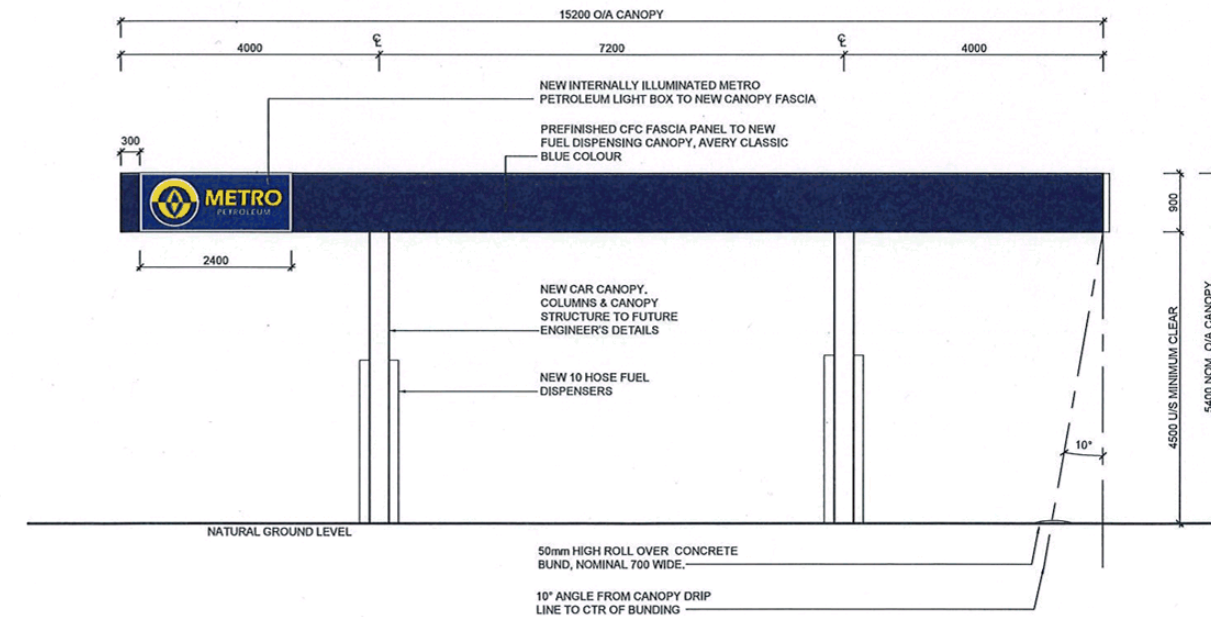 15200 O/A CANOPY
4000
℄
7200
℄
4000
NEW INTERNALLY ILLUMINATED METRO
PETROLEUM LIGHT BOX TO NEW CANOPY FASCIA
PREFINISHED CFC FASCIA PANEL TO NEW
FUEL DISPENSING CANOPY, AVERY CLASSIC
BLUE COLOUR
300
METRO
PETROLEUM
2400
900
NEW CAR CANOPY,
COLUMNS & CANOPY
STRUCTURE TO FUTURE
ENGINEER'S DETAILS
NEW 10 HOSE FUEL
DISPENSERS
4500 U/S MINIMUM CLEAR
5400 NOM. O/A CANOPY
10°
NATURAL GROUND LEVEL
50mm HIGH ROLL OVER CONCRETE
BUND, NOMINAL 700 WIDE.
10° ANGLE FROM CANOPY DRIP
LINE TO CTR OF BUNDING